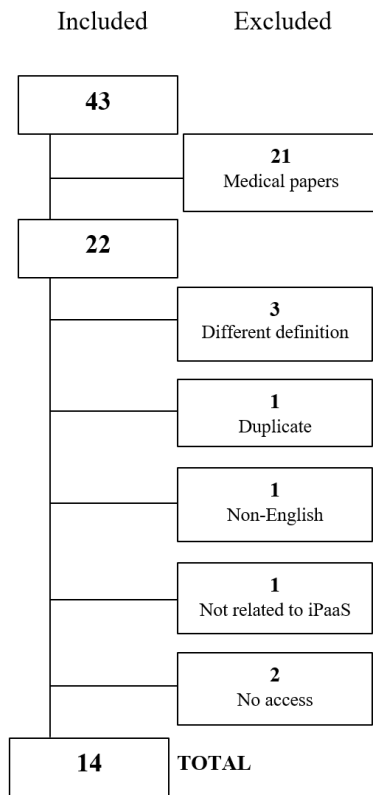 Included Excluded
43
21
Medical papers
22
3
Different definition
1
Duplicate
1
Non-English
1
Not related to iPaaS
2
No access
14 TOTAL